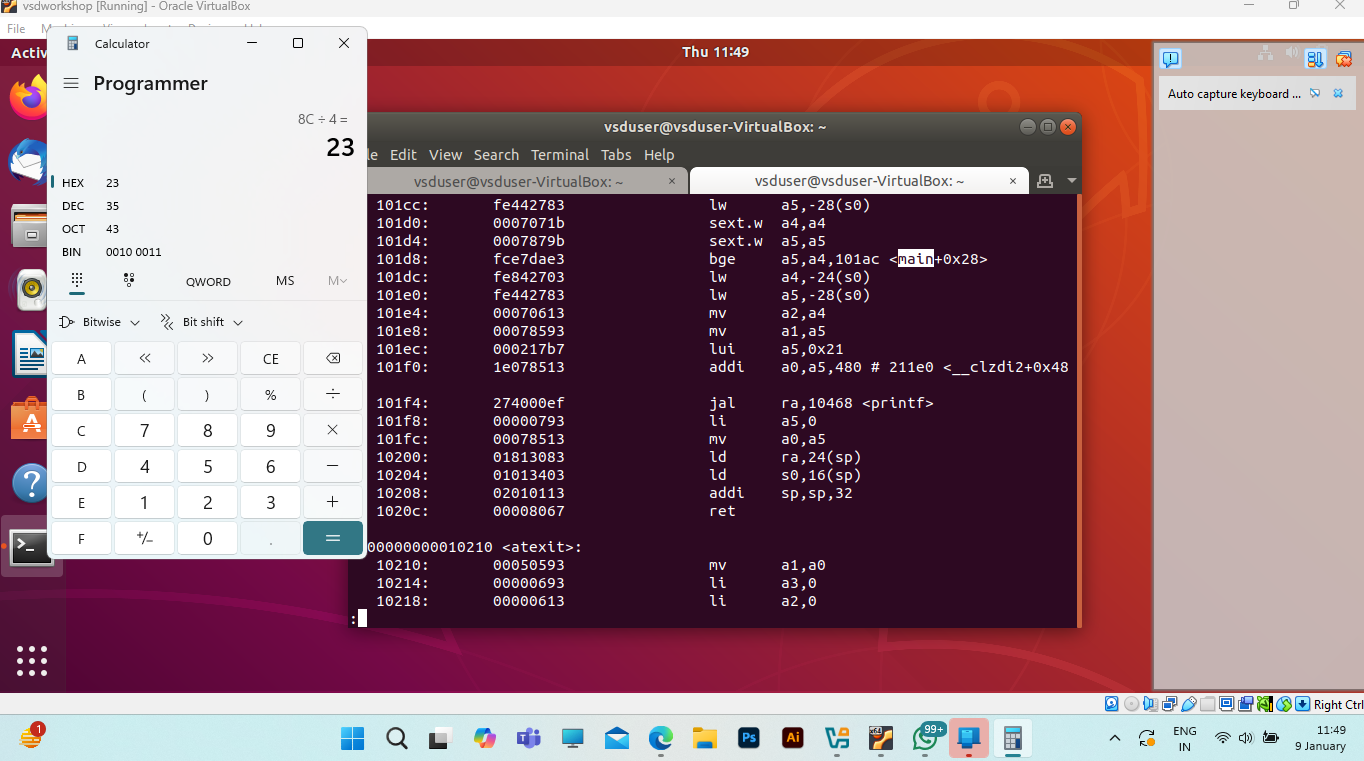 vsdworkshop [Running] - Oracle VirtualBox
File
Activ
Thu 11:49
Calculator
Programmer
8C ÷ 4 =
23
HEX 23
DEC 35
OCT 43
BIN 0010 0011
QWORD MS M
Bitwise Bit shift
A << >> CE
B ( ) % ÷
C 7 8 9 ×
D 4 5 6 −
E 1 2 3 +
F +/− 0 . =
vsduser@vsduser-VirtualBox: ~
le Edit View Search Terminal Tabs Help
vsduser@vsduser-VirtualBox: ~ × vsduser@vsduser-VirtualBox: ~ ×
101cc: fe442783 lw a5,-28(s0)
101d0: 0007071b sext.w a4,a4
101d4: 0007879b sext.w a5,a5
101d8: fce7dae3 bge a5,a4,101ac <main+0x28>
101dc: fe842703 lw a4,-24(s0)
101e0: fe442783 lw a5,-28(s0)
101e4: 00070613 mv a2,a4
101e8: 00078593 mv a1,a5
101ec: 000217b7 lui a5,0x21
101f0: 1e078513 addi a0,a5,480 # 211e0 <__clzdi2+0x48
101f4: 274000ef jal ra,10468 <printf>
101f8: 00000793 li a5,0
101fc: 00078513 mv a0,a5
10200: 01813083 ld ra,24(sp)
10204: 01013403 ld s0,16(sp)
10208: 02010113 addi sp,sp,32
1020c: 00008067 ret
00000000010210 <atexit>:
10210: 00050593 mv a1,a0
10214: 00000693 li a3,0
10218: 00000613 li a2,0
:
Auto capture keyboard ...
Right Ctrl
1
Ps
Ai
x64
99+
ENG
IN
11:49
9 January